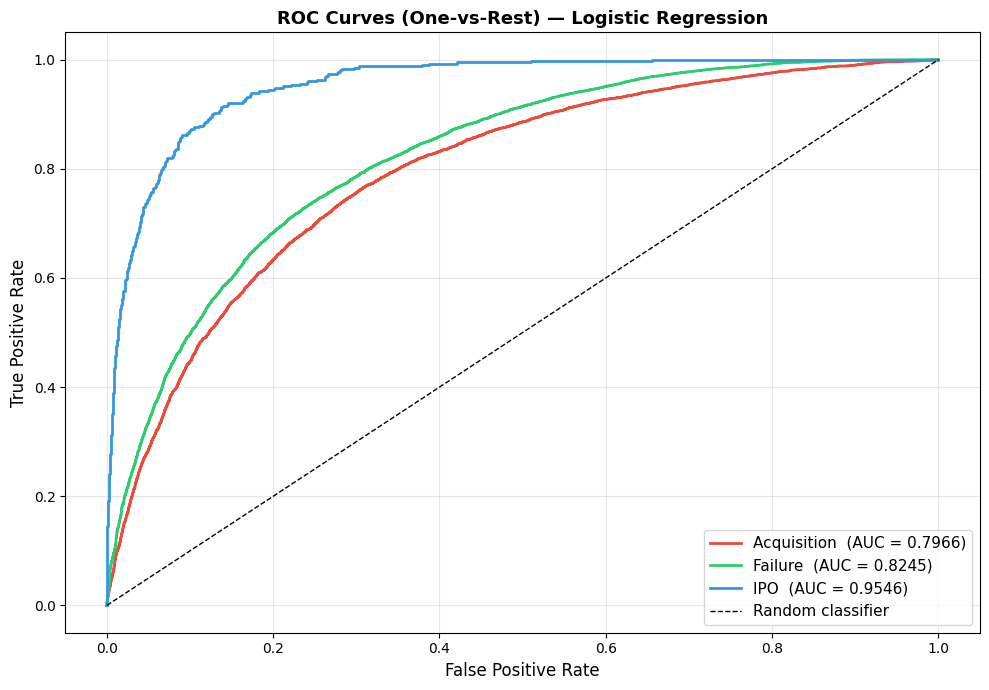 ROC Curves (One-vs-Rest) — Logistic Regression
True Positive Rate
1.0
0.8
0.6
0.4
0.2
0.0
0.0 0.2 0.4 0.6 0.8 1.0
False Positive Rate
Acquisition (AUC = 0.7966)
Failure (AUC = 0.8245)
IPO (AUC = 0.9546)
Random classifier